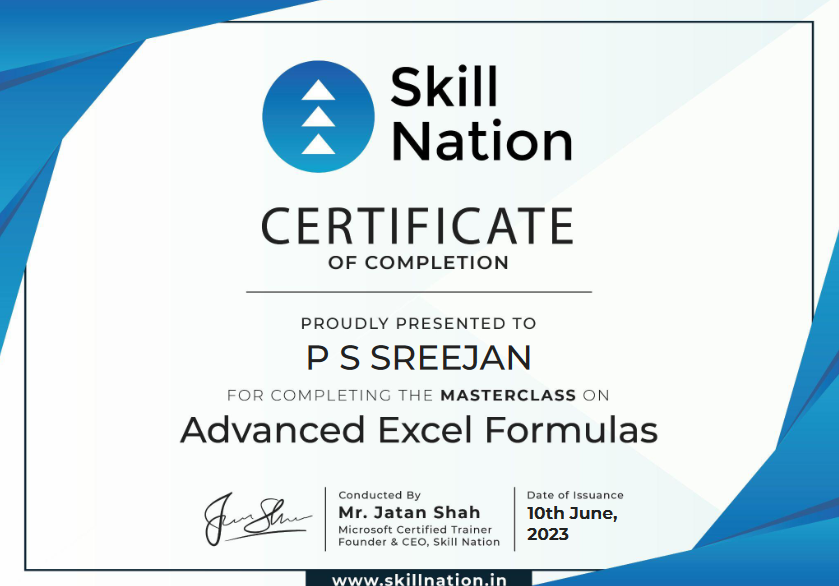 Skill
Nation
CERTIFICATE
OF COMPLETION
PROUDLY PRESENTED TO
P S SREEJAN
FOR COMPLETING THE MASTERCLASS ON
Advanced Excel Formulas
Conducted By
Mr. Jatan Shah
Microsoft Certified Trainer
Founder & CEO, Skill Nation
Date of Issuance
10th June,
2023
www.skillnation.in